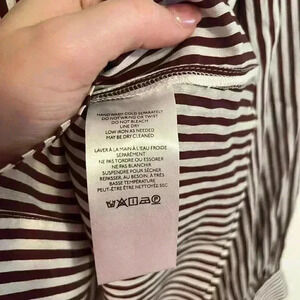 HAND WASH COLD SEPARATELY
DO NOT WRING OR TWIST
DO NOT BLEACH
LINE DRY
LOW IRON AS NEEDED
MAY BE DRY CLEANED
LAVER À LA MAIN À L'EAU FROIDE
SÉPARÉMENT
NE PAS TORDRE OU ESSORER
NE PAS BLANCHIR
SUSPENDRE POUR SÉCHER
REPASSER, AU BESOIN, À TRÈS
BASSE TEMPÉRATURE
PEUT-ÊTRE ÊTRE NETTOYÉE SEC